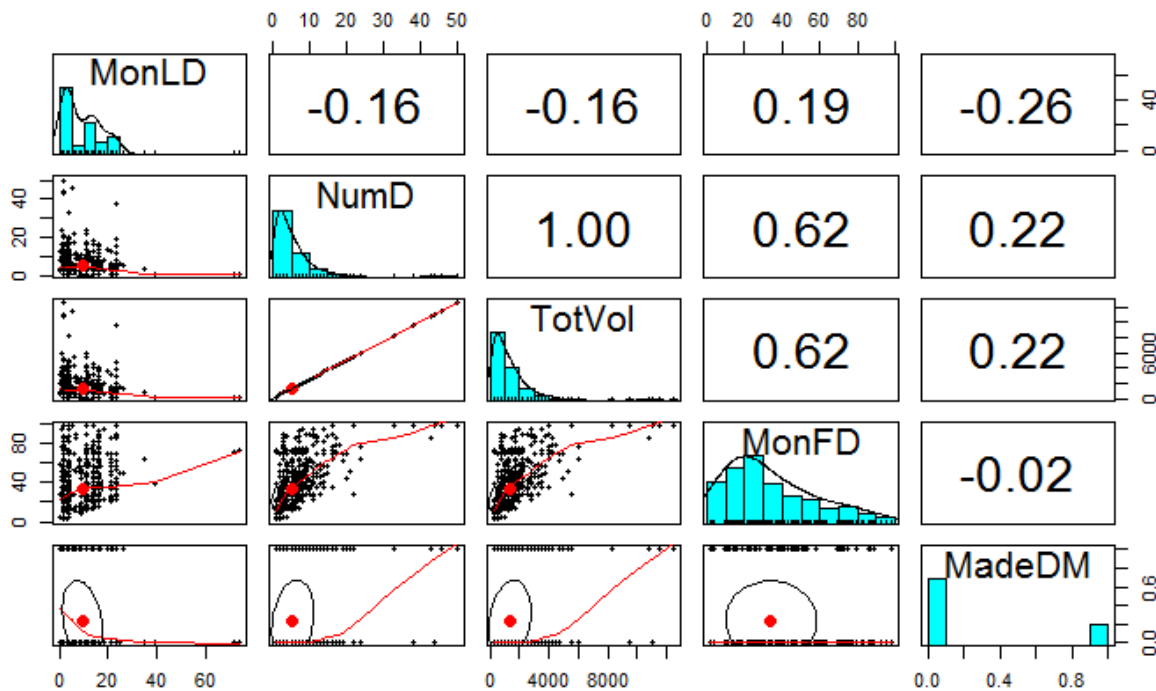 0 10 20 30 40 50 0 20 40 60 80
MonLD -0.16 -0.16 0.19 -0.26 0 40
0 20 40 NumD 1.00 0.62 0.22
TotVol 0.62 0.22 0 6000
0 40 80 MonFD -0.02
MadeDM 0.0 0.6
0 20 40 60 0 4000 8000 0.0 0.8